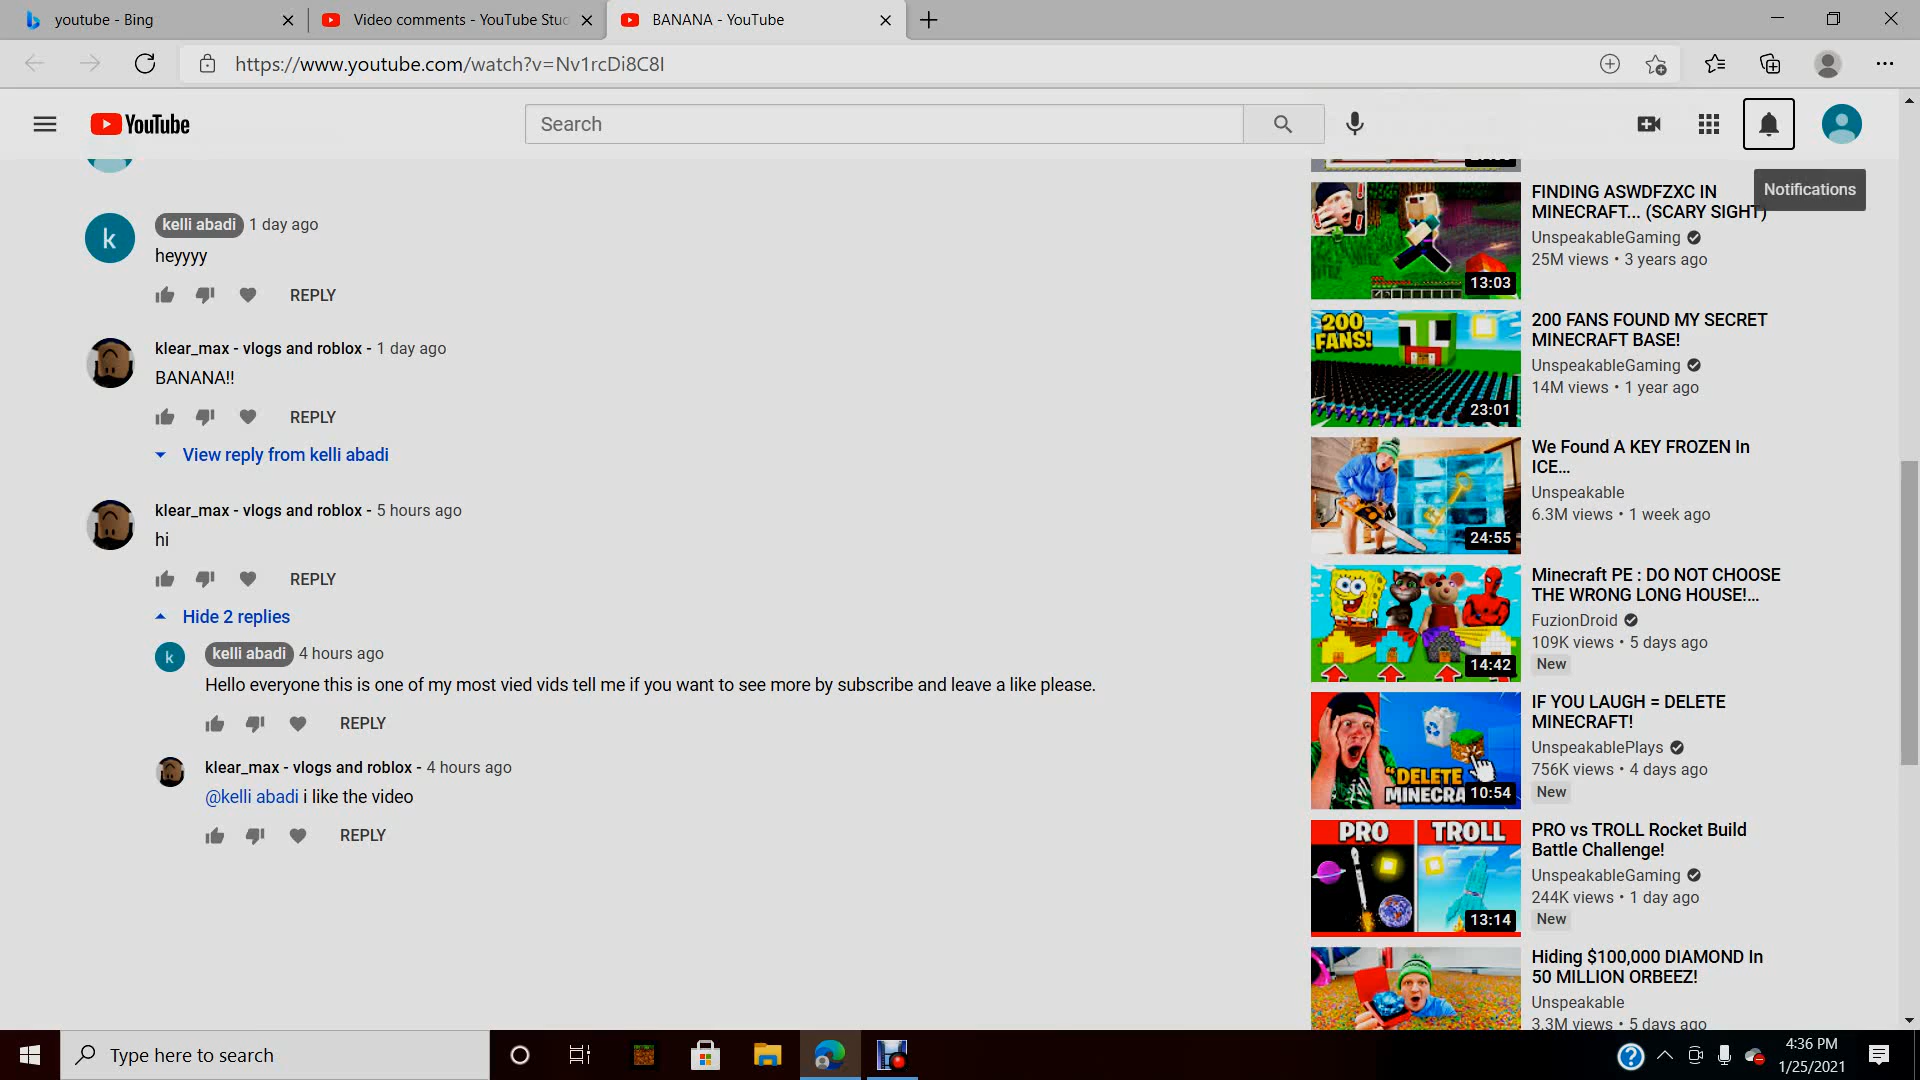 youtube - Bing
Video comments - YouTube Stud
BANANA - YouTube
https://www.youtube.com/watch?v=Nv1rcDi8C8I
YouTube
Search
Notifications
kelli abadi 1 day ago
heyyyy
REPLY
klear_max - vlogs and roblox - 1 day ago
BANANA!!
REPLY
View reply from kelli abadi
klear_max - vlogs and roblox - 5 hours ago
hi
REPLY
Hide 2 replies
k
k
kelli abadi 4 hours ago
Hello everyone this is one of my most vied vids tell me if you want to see more by subscribe and leave a like please.
REPLY
klear_max - vlogs and roblox - 4 hours ago
@kelli abadi i like the video
REPLY
FINDING ASWDFZXC IN
MINECRAFT... (SCARY SIGHT)
UnspeakableGaming
25M views • 3 years ago
13:03
200 FANS FOUND MY SECRET
MINECRAFT BASE!
UnspeakableGaming
14M views • 1 year ago
200
FANS!
23:01
We Found A KEY FROZEN In
ICE...
Unspeakable
6.3M views • 1 week ago
24:55
Minecraft PE : DO NOT CHOOSE
THE WRONG LONG HOUSE!...
FuzionDroid
109K views • 5 days ago
New
14:42
IF YOU LAUGH = DELETE
MINECRAFT!
UnspeakablePlays
756K views • 4 days ago
New
"DELETE
MINECRA
10:54
PRO vs TROLL Rocket Build
Battle Challenge!
UnspeakableGaming
244K views • 1 day ago
New
PRO
TROLL
13:14
Hiding $100,000 DIAMOND In
50 MILLION ORBEEZ!
Unspeakable
3.3M views • 5 days ago
Type here to search
4:36 PM
1/25/2021